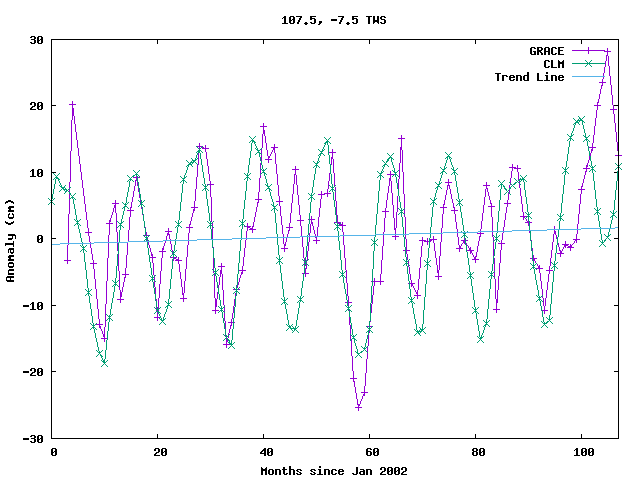 107.5, -7.5 TWS
GRACE
CLM
Trend Line
30
20
10
0
-10
-20
-30
Anomaly (cm)
0 20 40 60 80 100
Months since Jan 2002